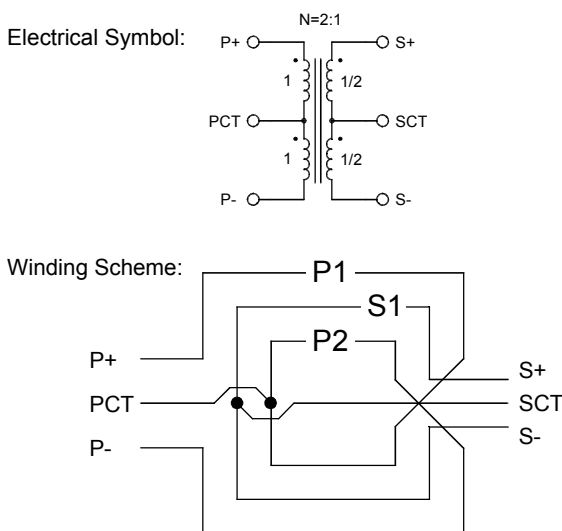 N=2:1
Electrical Symbol:
P+ S+
1 1/2
PCT SCT
1 1/2
P- S-
Winding Scheme:
P1
S1
P2
P+ S+
PCT SCT
P- S-